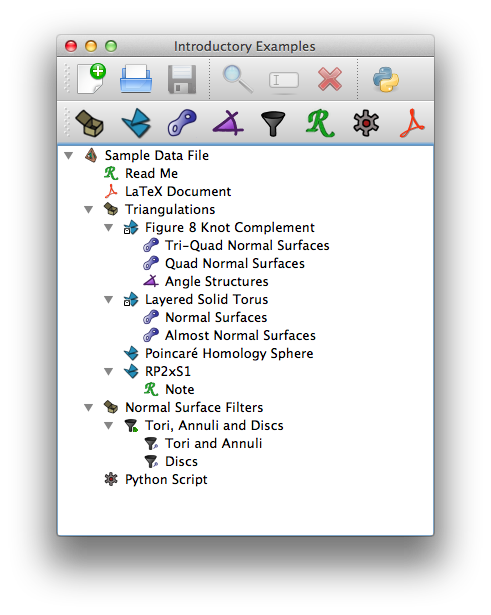 Introductory Examples
Sample Data File
Read Me
LaTeX Document
Triangulations
Figure 8 Knot Complement
Tri-Quad Normal Surfaces
Quad Normal Surfaces
Angle Structures
Layered Solid Torus
Normal Surfaces
Almost Normal Surfaces
Poincaré Homology Sphere
RP2xS1
Note
Normal Surface Filters
Tori, Annuli and Discs
Tori and Annuli
Discs
Python Script